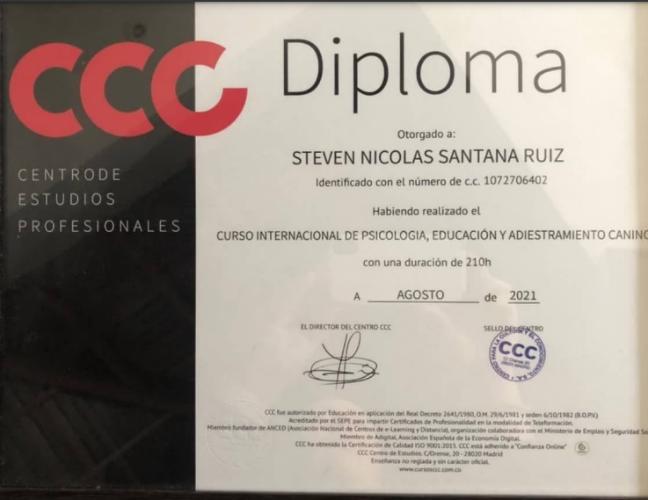 CCC
Diploma
CENTRODE
ESTUDIOS
PROFESIONALES
Otorgado a:
STEVEN NICOLAS SANTANA RUIZ
Identificado con el número de c.c. 1072706402
Habiendo realizado el
CURSO INTERNACIONAL DE PSICOLOGIA, EDUCACIÓN Y ADIESTRAMIENTO CANINO
con una duración de 210h
A AGOSTO de 2021
EL DIRECTOR DEL CENTRO CCC
SELLO DEL CENTRO
CCC
CCC fue autorizado por Educación en aplicación del Real Decreto 2641/1980, O.M. 29/6/1981 y orden 6/10/1982 (B.O.P.V.)
Acreditado por el SEPE para impartir Certificados de Profesionalidad en la modalidad de Teleformación.
Miembro fundador de ANCED (Asociación Nacional de Centros de e-Learning y Distancia), organización colaboradora con el Ministerio de Empleo y Seguridad
Miembro de Adigital, Asociación Española de la Economía Digital.
CCC ha obtenido la Certificación de Calidad ISO 9001:2015. CCC está adherido a "Confianza Online"
CCC Centro de Estudios. C/Orense, 20 - 28020 Madrid
Enseñanza no reglada y sin carácter oficial.
www.cursosccc.com.co